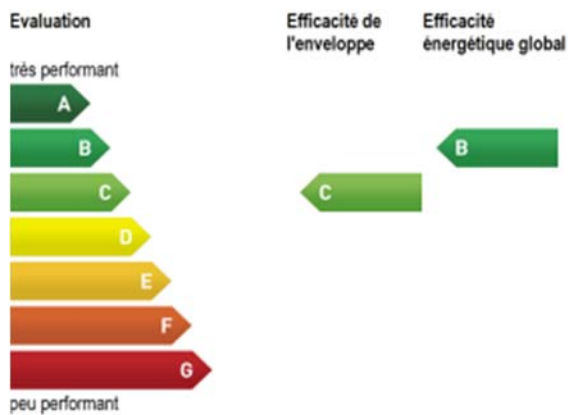 Evaluation
Efficacité de
l'enveloppe
Efficacité
énergétique global
très performant
A
B
B
C
C
D
E
F
G
peu performant